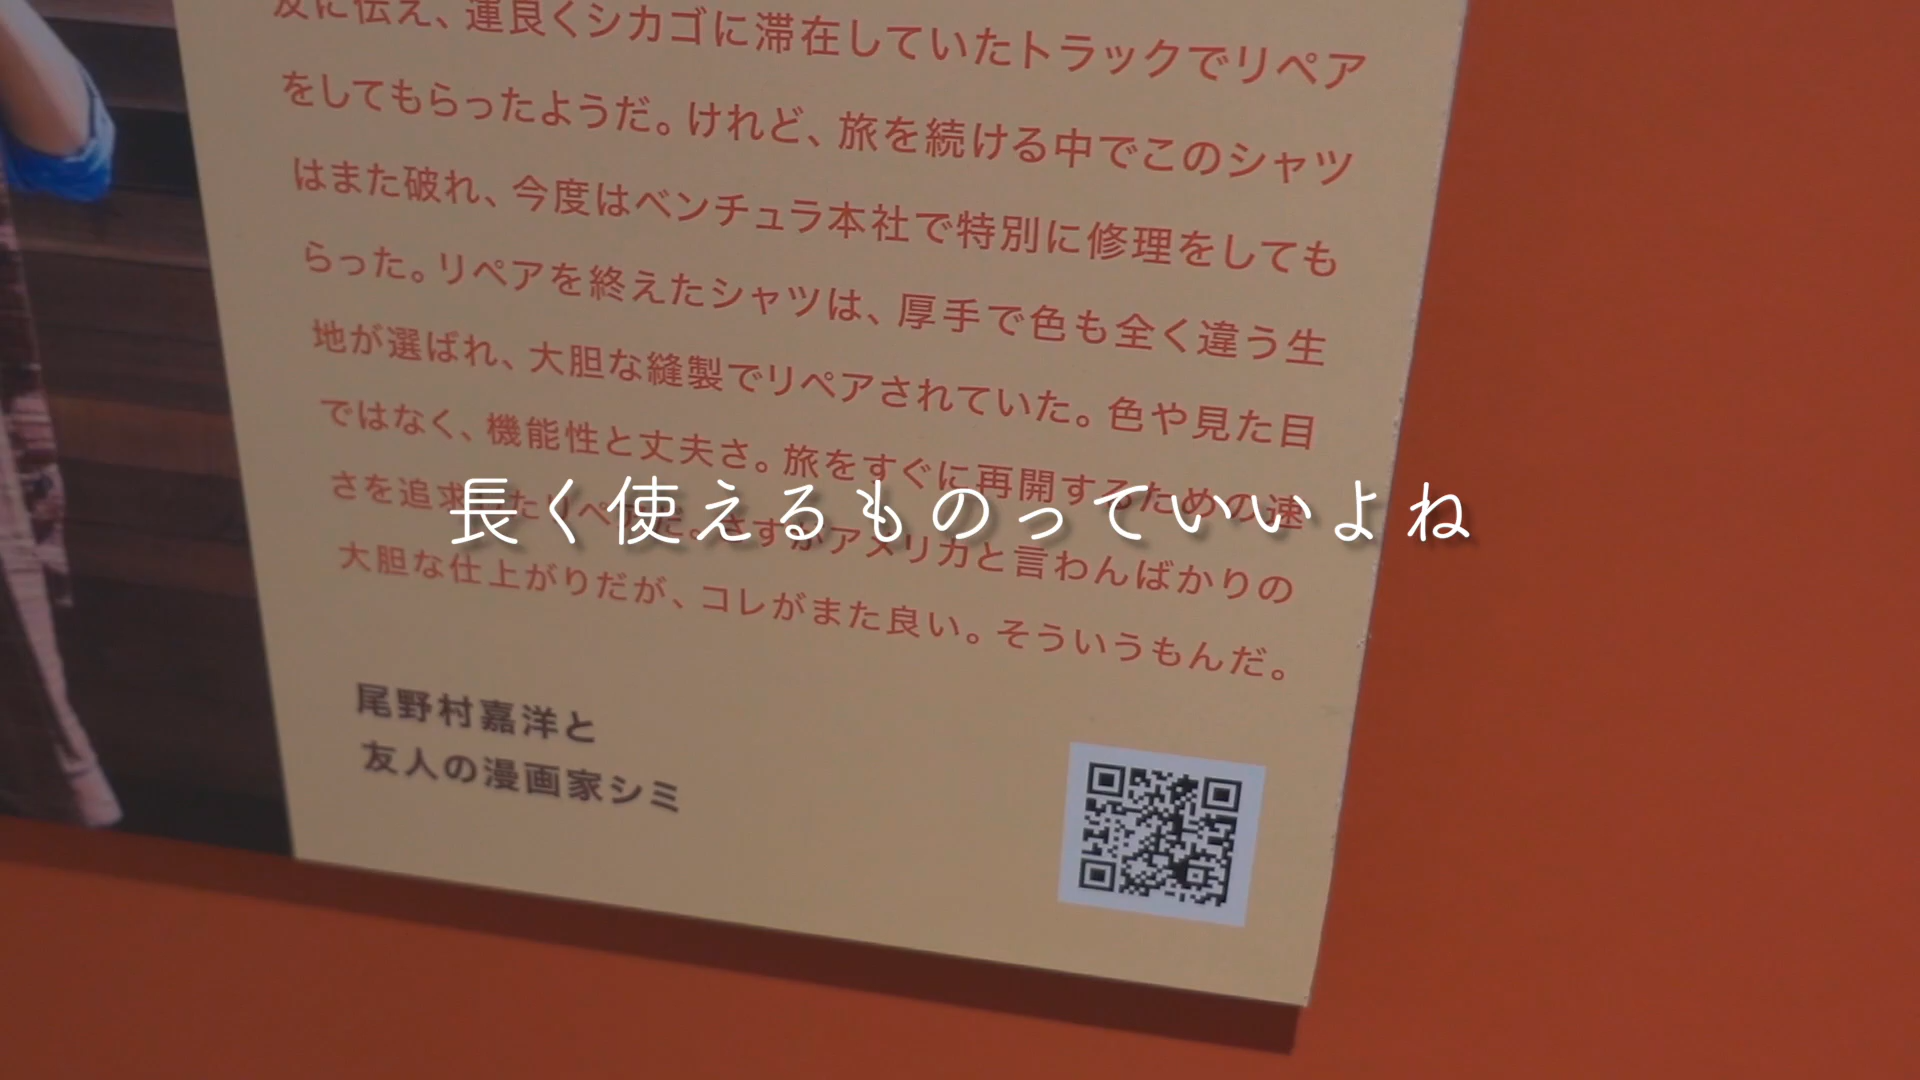 友に伝え、運良くシカゴに滞在していたトラックでリペア
をしてもらったようだ。けれど、旅を続ける中でこのシャツ
はまた破れ、今度はベンチュラ本社で特別に修理をしても
らった。リペアを終えたシャツは、厚手で色も全く違う生
地が選ばれ、大胆な縫製でリペアされていた。色や見た目
ではなく、機能性と丈夫さ。旅をすぐに再開するための速
さを追求したリペアだ。さすがアメリカと言わんばかりの
長く使えるものっていいよね
大胆な仕上がりだが、コレがまた良い。そういうもんだ。
尾野村嘉洋と
友人の漫画家シミ